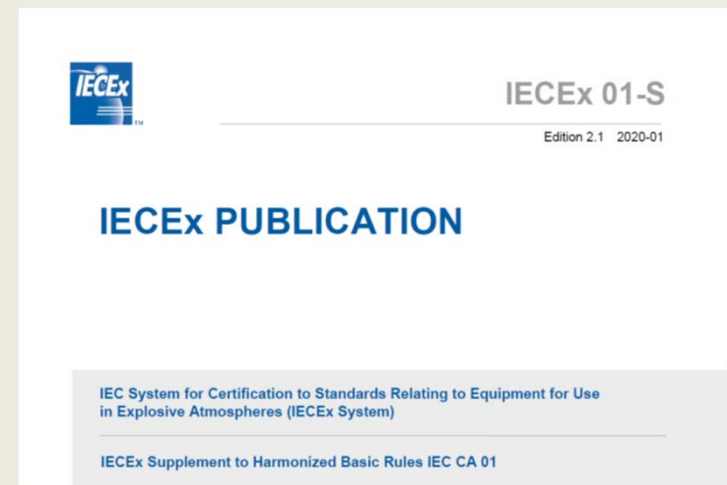 IECEx
TM
IECEx 01-S
Edition 2.1 2020-01
IECEx PUBLICATION
IEC System for Certification to Standards Relating to Equipment for Use
in Explosive Atmospheres (IECEx System)
IECEx Supplement to Harmonized Basic Rules IEC CA 01